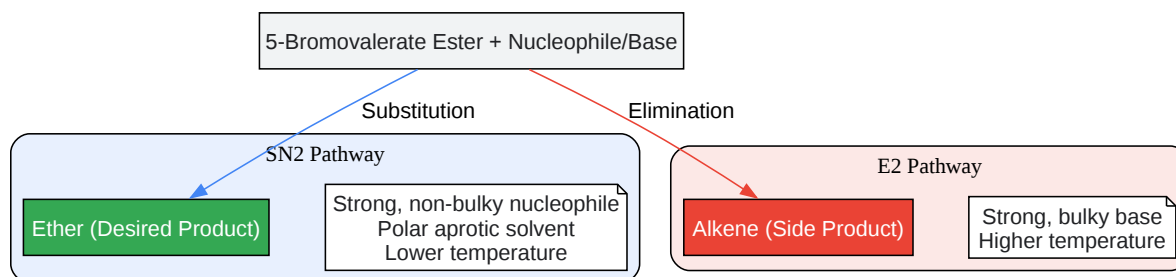 5-Bromovalerate Ester + Nucleophile/Base
Substitution
Elimination
SN2 Pathway
Ether (Desired Product)
Strong, non-bulky nucleophile
Polar aprotic solvent
Lower temperature
E2 Pathway
Alkene (Side Product)
Strong, bulky base
Higher temperature